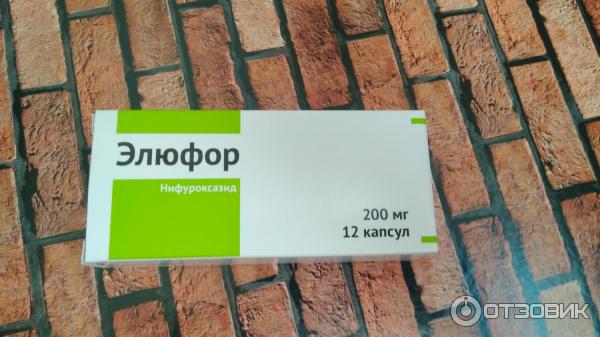 Элюфор
Нифуроксазид
200 мг
12 капсул
ОТЗОВИК